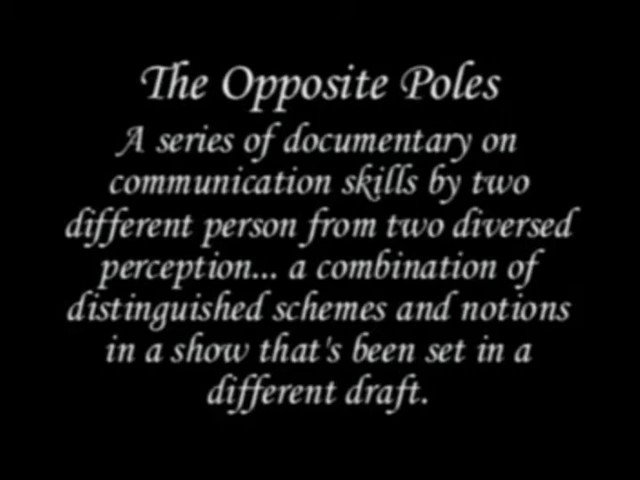 The Opposite Poles
A series of documentary on
communication skills by two
different person from two diversed
perception... a combination of
distinguished schemes and notions
in a show that's been set in a
different draft.